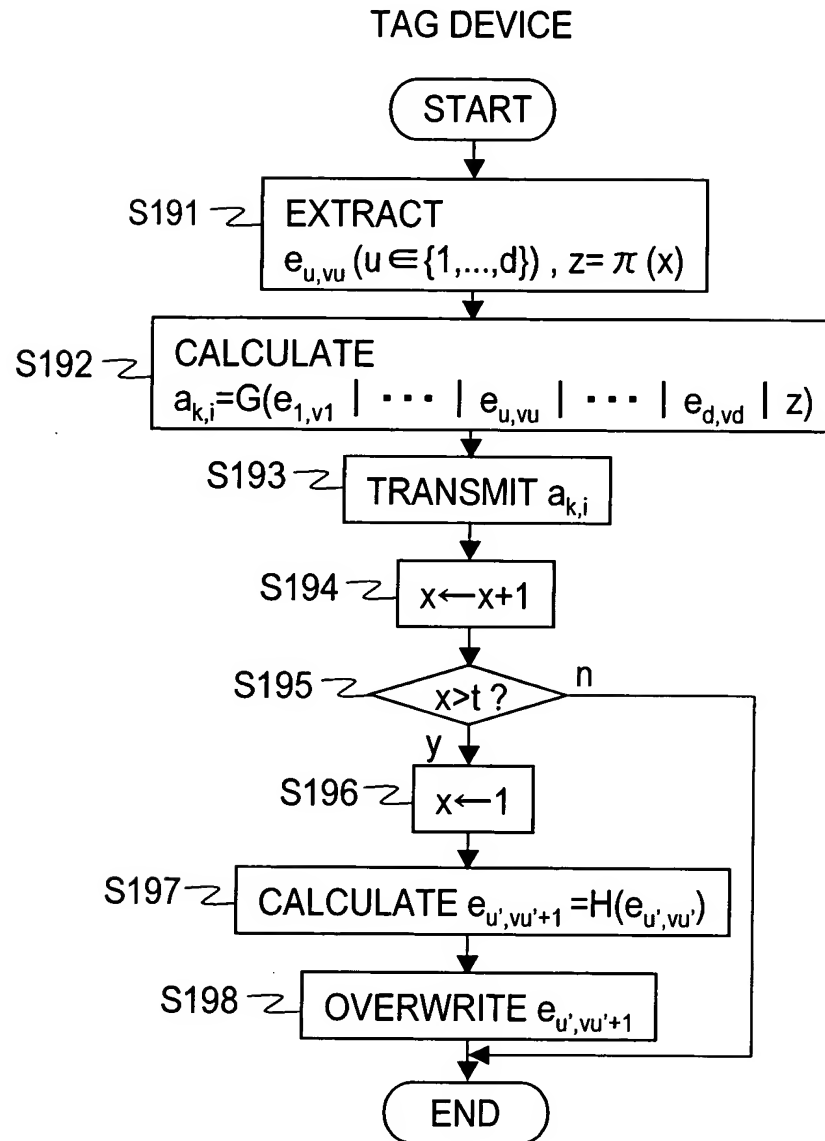 TAG DEVICE
START
S191
EXTRACT
e_{u,vu} (u∈{1,...,d}) , z= π (x)
S192
CALCULATE
a_{k,i}=G(e_{1,v1} | ··· | e_{u,vu} | ··· | e_{d,vd} | z)
S193
TRANSMIT a_{k,i}
S194
x←x+1
S195
x>t ?
n
y
S196
x←1
S197
CALCULATE e_{u',vu'+1} =H(e_{u',vu'})
S198
OVERWRITE e_{u',vu'+1}
END